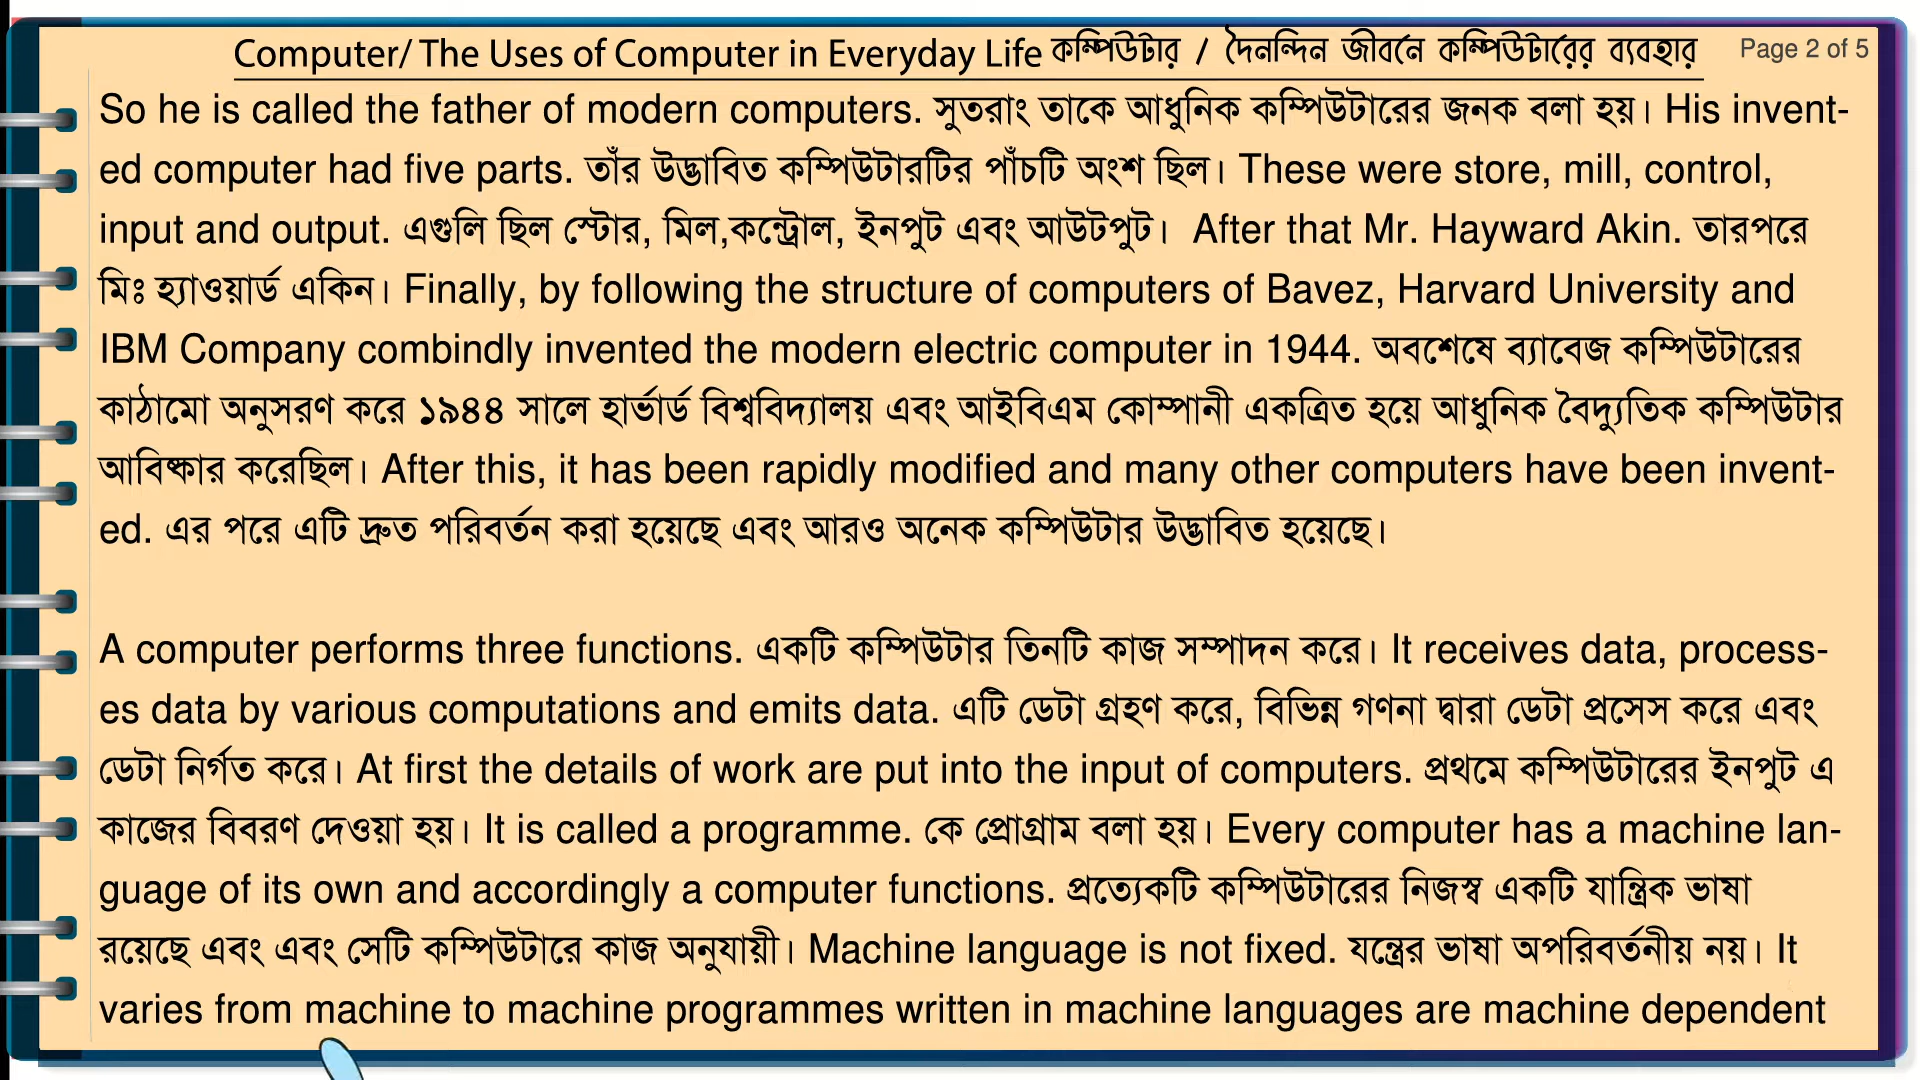 Computer/ The Uses of Computer in Everyday Life কম্পিউটার / দৈনন্দিন জীবনে কম্পিউটারের ব্যবহার Page 2 of 5
So he is called the father of modern computers. সুতরাং তাকে আধুনিক কম্পিউটারের জনক বলা হয়। His invent-
ed computer had five parts. তাঁর উদ্ভাবিত কম্পিউটারটির পাঁচটি অংশ ছিল। These were store, mill, control,
input and output. এগুলি ছিল স্টোর, মিল,কন্ট্রোল, ইনপুট এবং আউটপুট। After that Mr. Hayward Akin. তারপরে
মিঃ হ্যাওয়ার্ড একিন। Finally, by following the structure of computers of Bavez, Harvard University and
IBM Company combindly invented the modern electric computer in 1944. অবশেষে ব্যাবেজ কম্পিউটারের
কাঠামো অনুসরণ করে ১৯৪৪ সালে হার্ভার্ড বিশ্ববিদ্যালয় এবং আইবিএম কোম্পানী একত্রিত হয়ে আধুনিক বৈদ্যুতিক কম্পিউটার
আবিষ্কার করেছিল। After this, it has been rapidly modified and many other computers have been invent-
ed. এর পরে এটি দ্রুত পরিবর্তন করা হয়েছে এবং আরও অনেক কম্পিউটার উদ্ভাবিত হয়েছে।
A computer performs three functions. একটি কম্পিউটার তিনটি কাজ সম্পাদন করে। It receives data, process-
es data by various computations and emits data. এটি ডেটা গ্রহণ করে, বিভিন্ন গণনা দ্বারা ডেটা প্রসেস করে এবং
ডেটা নির্গত করে। At first the details of work are put into the input of computers. প্রথমে কম্পিউটারের ইনপুট এ
কাজের বিবরণ দেওয়া হয়। It is called a programme. কে প্রোগ্রাম বলা হয়। Every computer has a machine lan-
guage of its own and accordingly a computer functions. প্রত্যেকটি কম্পিউটারের নিজস্ব একটি যান্ত্রিক ভাষা
রয়েছে এবং এবং সেটি কম্পিউটারে কাজ অনুযায়ী। Machine language is not fixed. যন্ত্রের ভাষা অপরিবর্তনীয় নয়। It
varies from machine to machine programmes written in machine languages are machine dependent